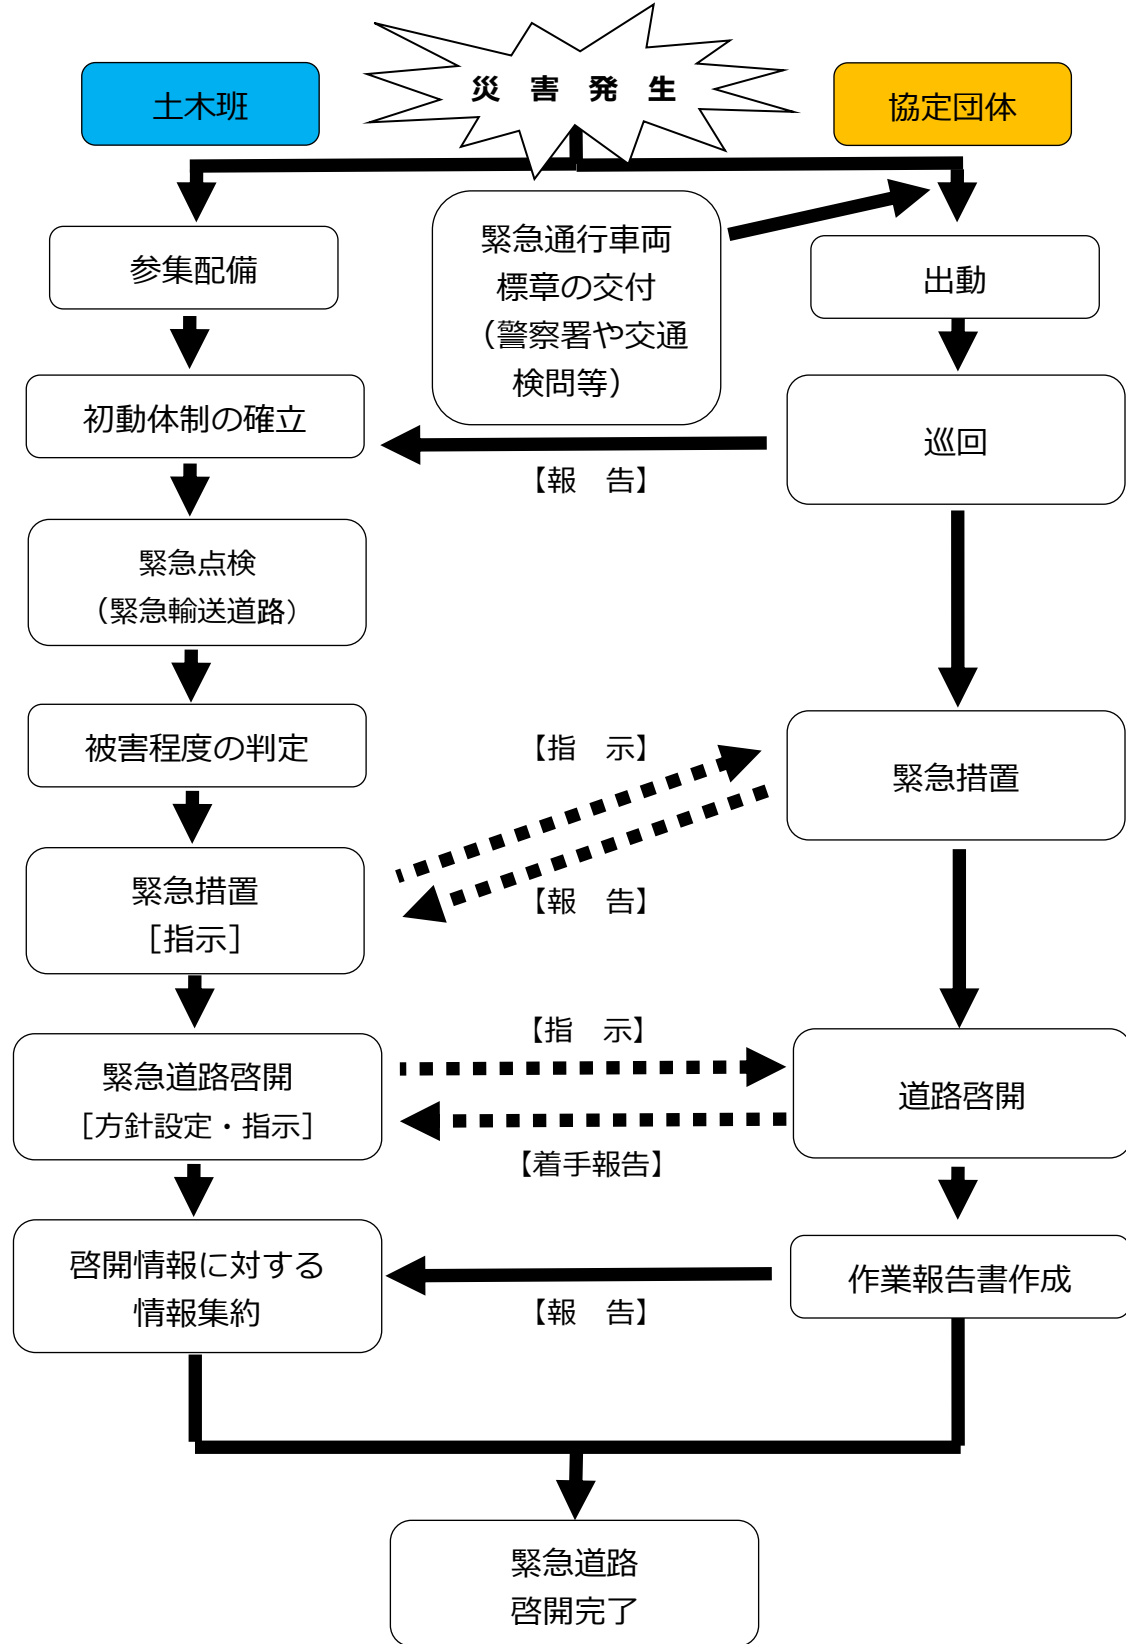 災　害　発　生
土木班
協定団体
緊急通行車両
標章の交付
（警察署や交通
検問等）
参集配備
出動
初動体制の確立
巡回
【報　告】
緊急点検
（緊急輸送道路）
被害程度の判定
【指　示】
緊急措置
緊急措置
［指示］
【報　告】
【指　示】
緊急道路啓開
［方針設定・指示］
道路啓開
【着手報告】
啓開情報に対する
情報集約
作業報告書作成
【報　告】
緊急道路
啓開完了